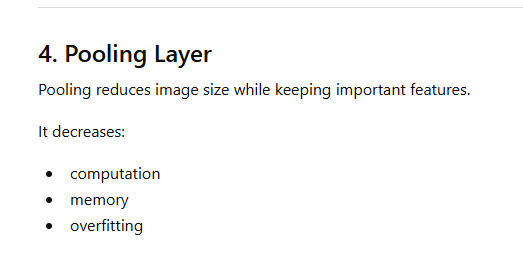 4. Pooling Layer
Pooling reduces image size while keeping important features.
It decreases:
• computation
• memory
• overfitting